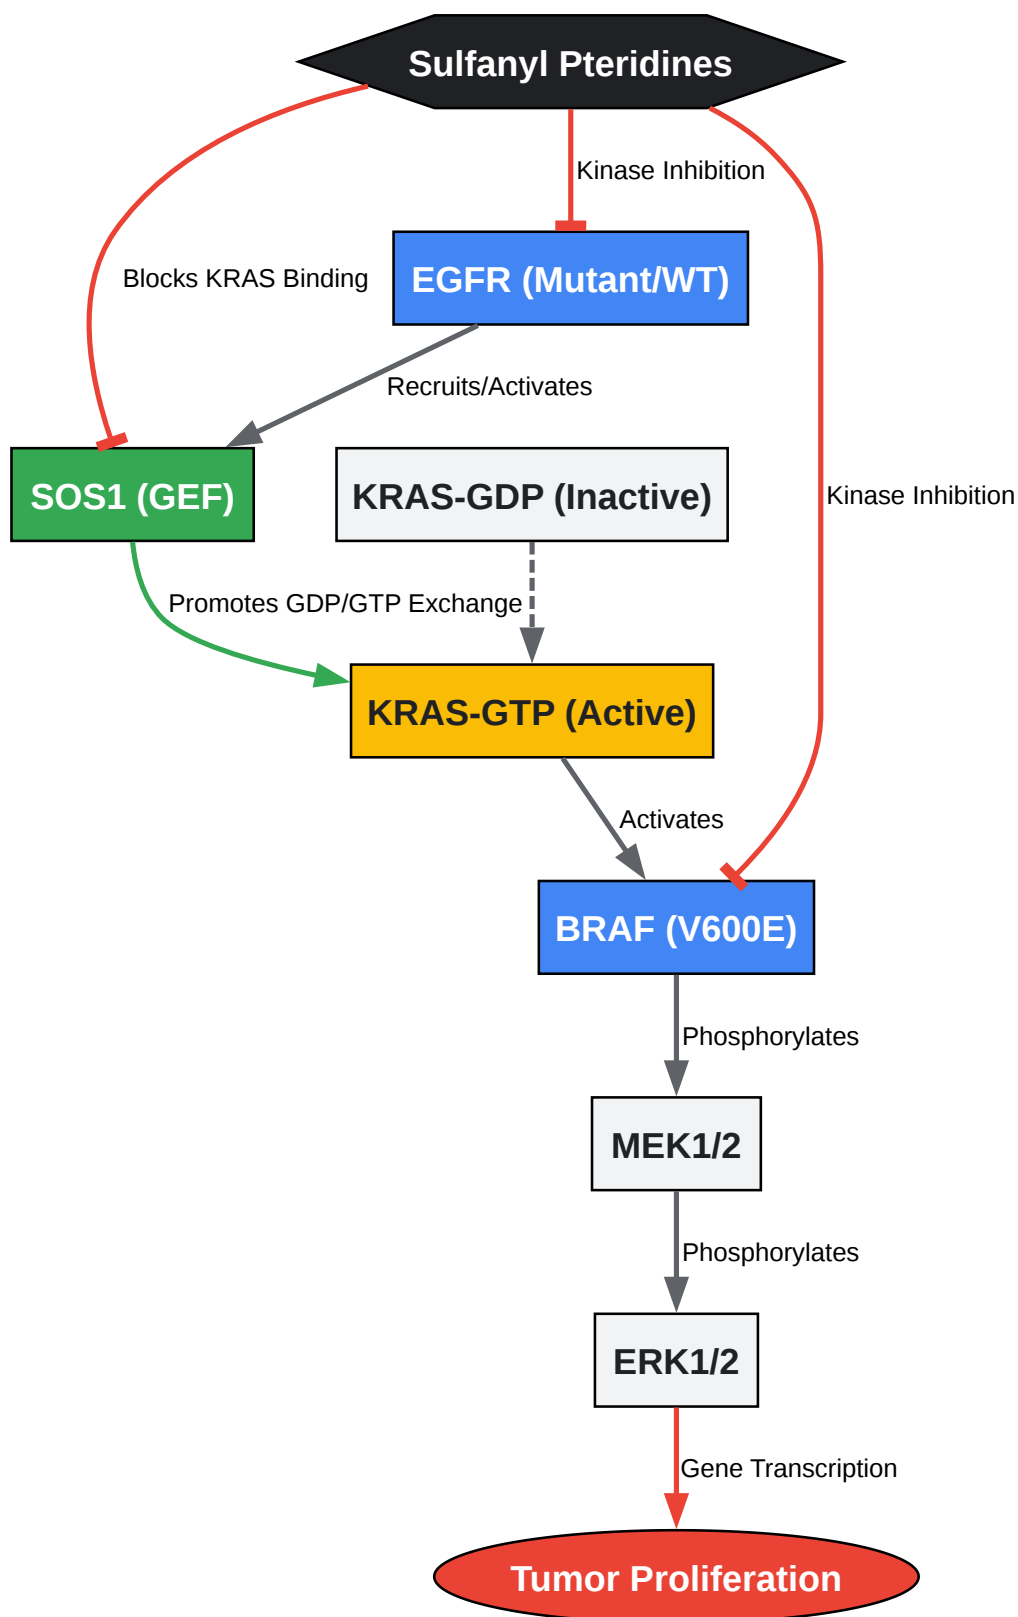 Sulfanyl Pteridines
Kinase Inhibition
Blocks KRAS Binding
EGFR (Mutant/WT)
Recruits/Activates
SOS1 (GEF)
KRAS-GDP (Inactive)
Kinase Inhibition
Promotes GDP/GTP Exchange
KRAS-GTP (Active)
Activates
BRAF (V600E)
Phosphorylates
MEK1/2
Phosphorylates
ERK1/2
Gene Transcription
Tumor Proliferation